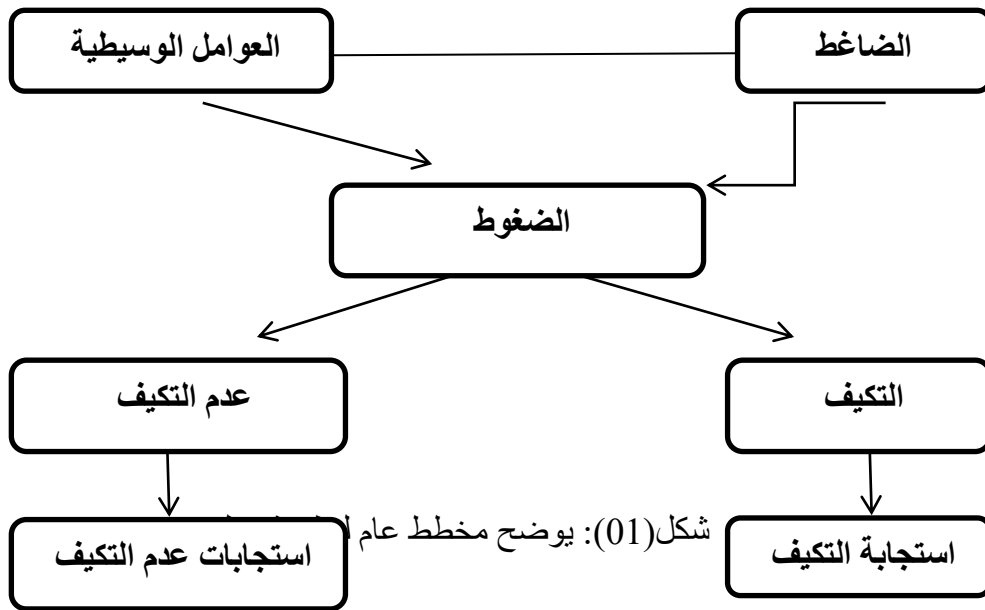 الضاغط
العوامل الوسيطية
الضغوط
التكيف
عدم التكيف
استجابة التكيف
شكل(01): يوضح مخطط عام
استجابات عدم التكيف